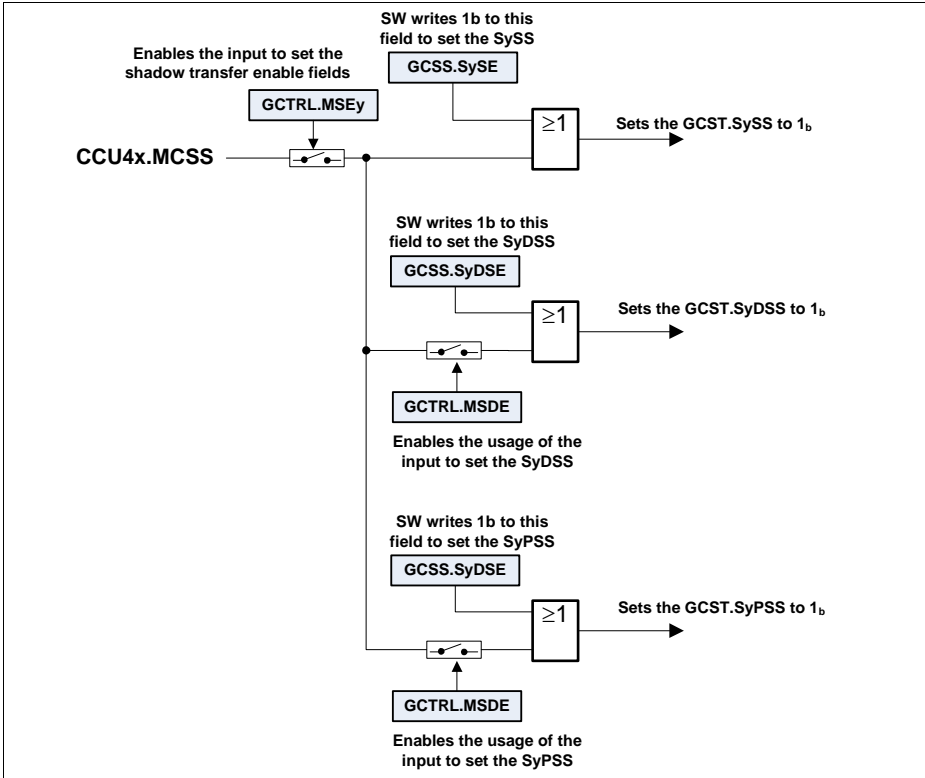 SW writes 1b to this
field to set the SySS
Enables the input to set the
shadow transfer enable fields
GCSS.SySE
GCTRL.MSEy
≥1
Sets the GCST.SySS to 1b
CCU4x.MCSS
SW writes 1b to this
field to set the SyDSS
GCSS.SyDSE
≥1
Sets the GCST.SyDSS to 1b
GCTRL.MSDE
Enables the usage of the
input to set the SyDSS
SW writes 1b to this
field to set the SyPSS
GCSS.SyDSE
≥1
Sets the GCST.SyPSS to 1b
GCTRL.MSDE
Enables the usage of the
input to set the SyPSS